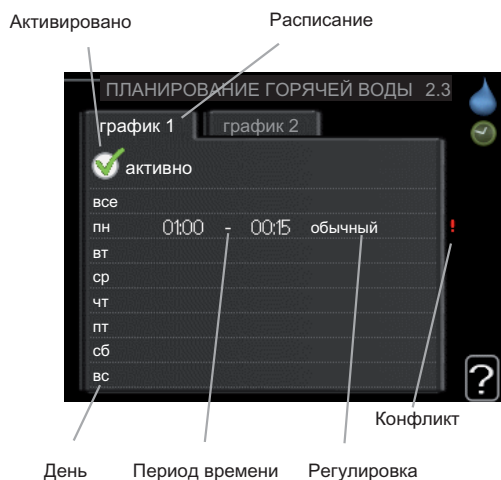 Активировано Расписание
ПЛАНИРОВАНИЕ ГОРЯЧЕЙ ВОДЫ 2.3
график 1 график 2
активно
все
пн 01:00 - 00:15 обычный !
вт
ср
чт
пт
сб
вс
?
Конфликт
День Период времени Регулировка